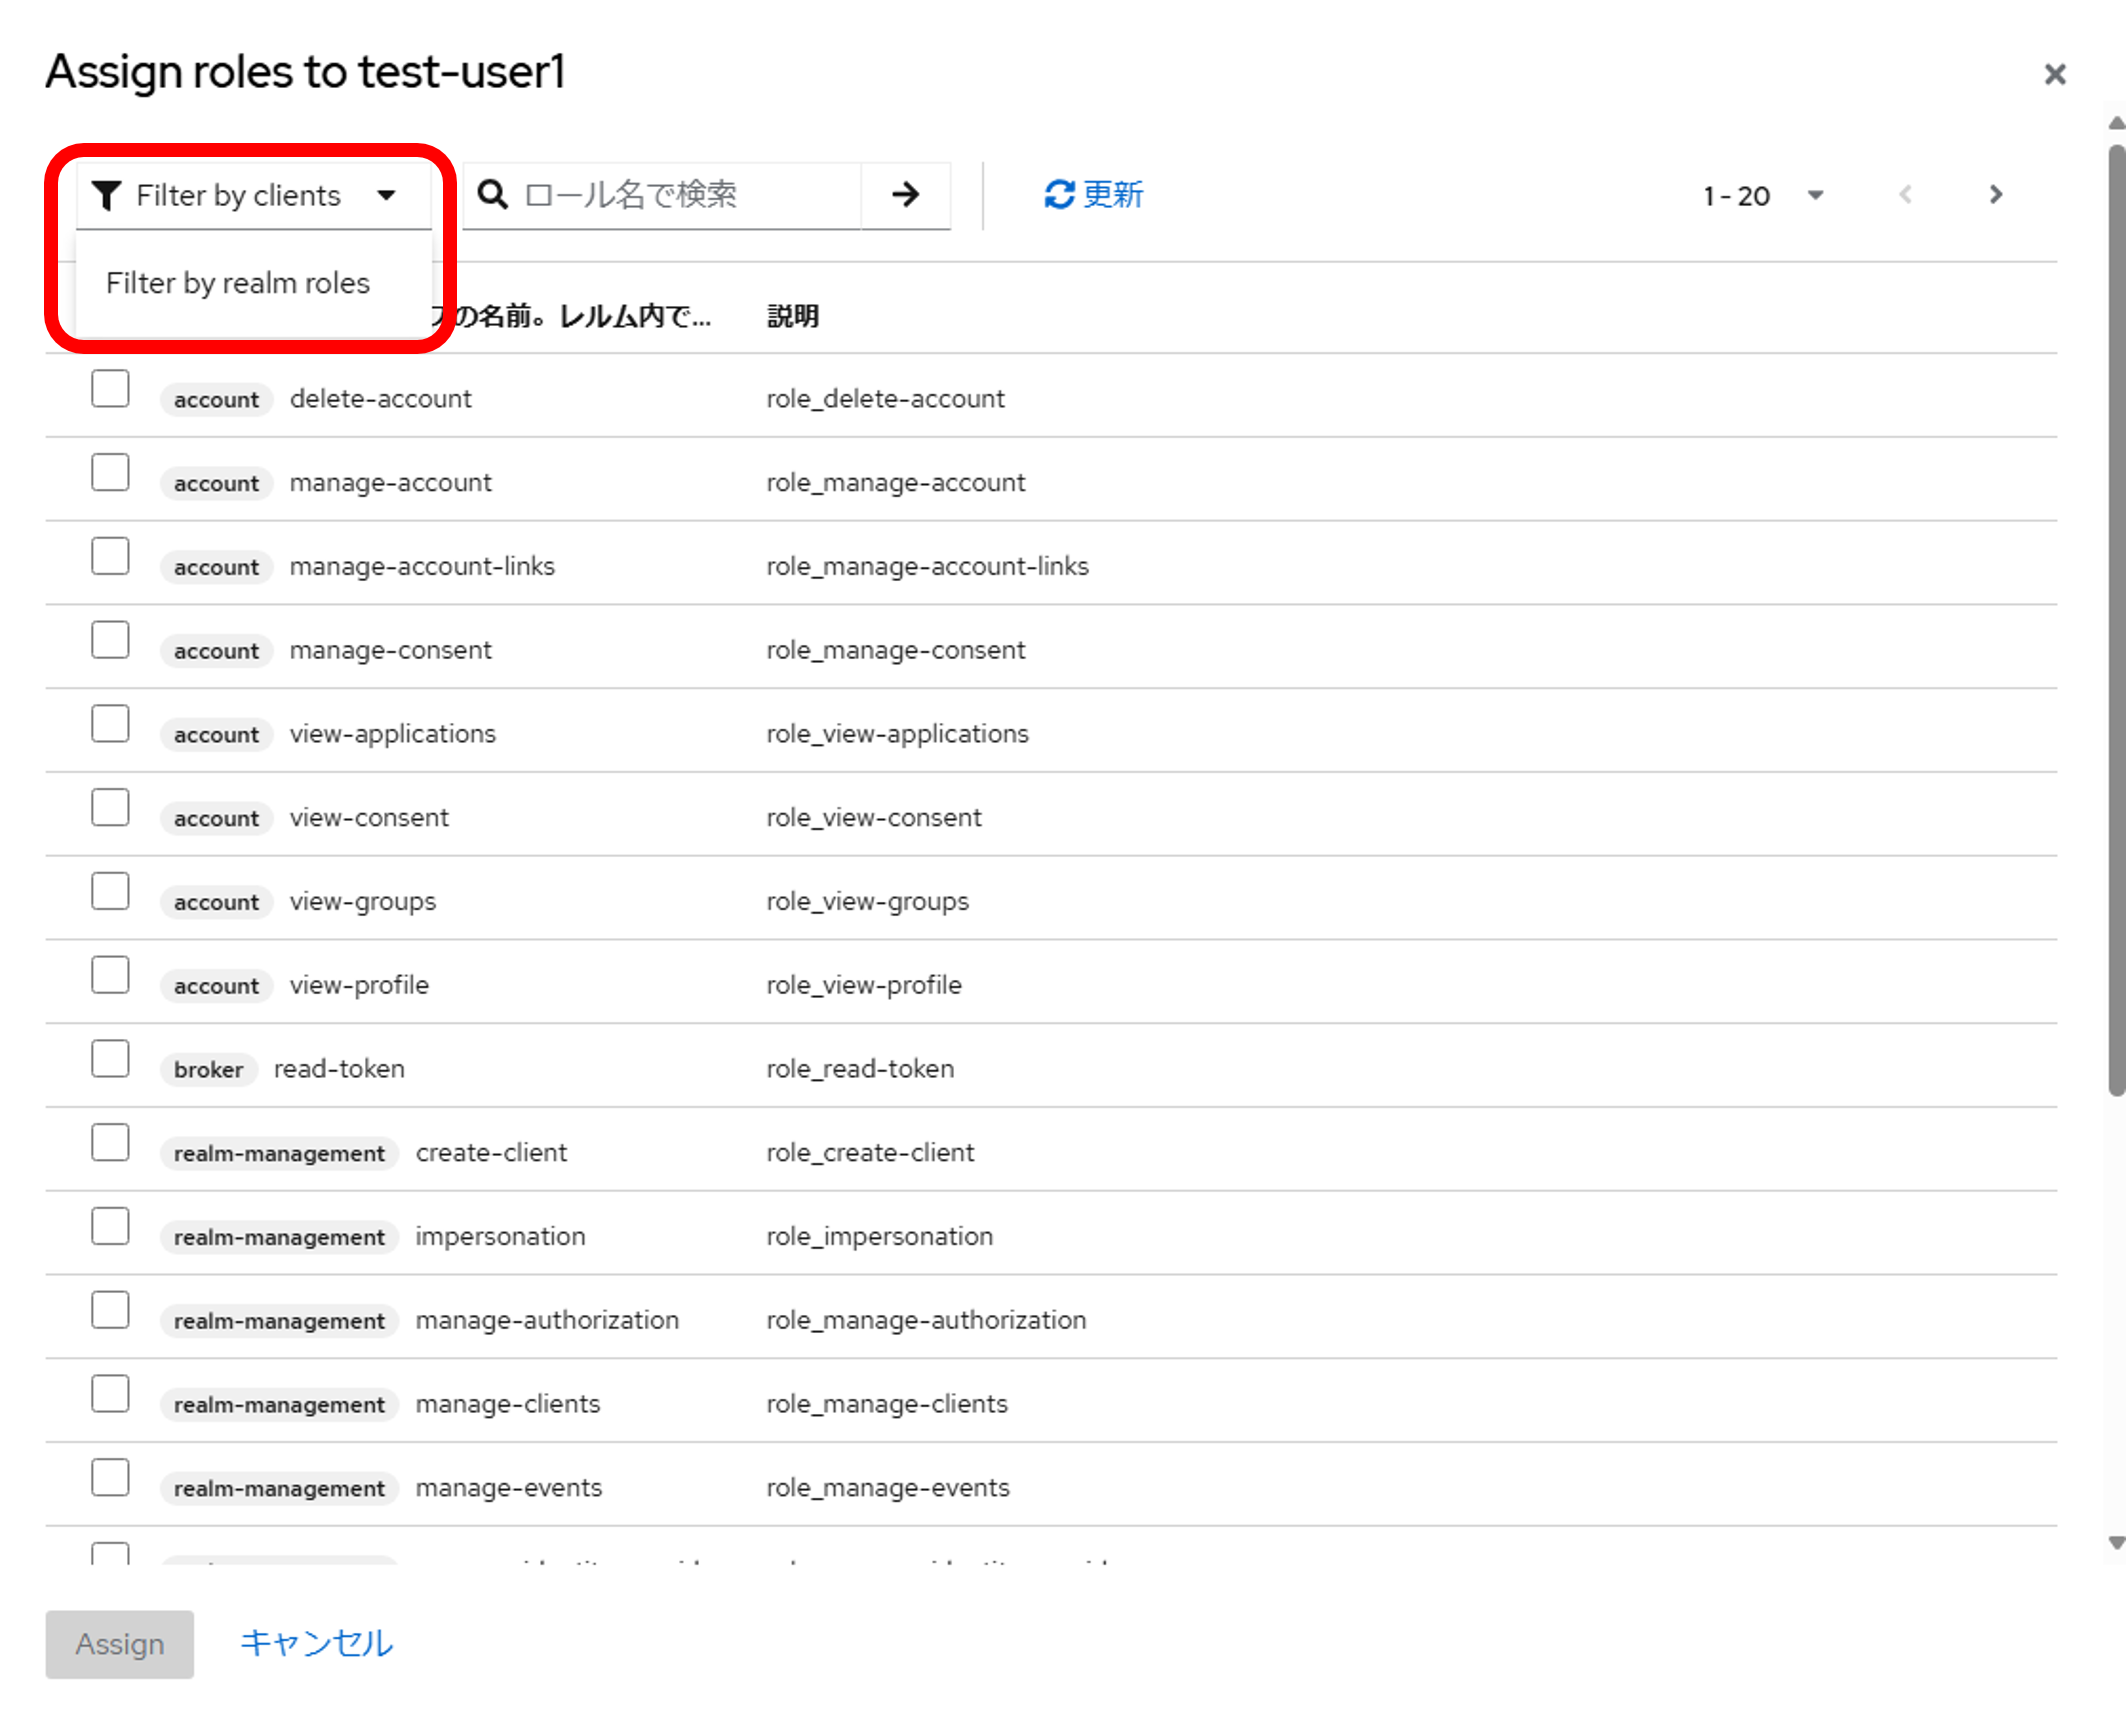 Assign roles to test-user1
Filter by clients ロール名で検索 更新 1 - 20
Filter by realm roles
の名前。レルム内で... 説明
account delete-account role_delete-account
account manage-account role_manage-account
account manage-account-links role_manage-account-links
account manage-consent role_manage-consent
account view-applications role_view-applications
account view-consent role_view-consent
account view-groups role_view-groups
account view-profile role_view-profile
broker read-token role_read-token
realm-management create-client role_create-client
realm-management impersonation role_impersonation
realm-management manage-authorization role_manage-authorization
realm-management manage-clients role_manage-clients
realm-management manage-events role_manage-events
Assign キャンセル